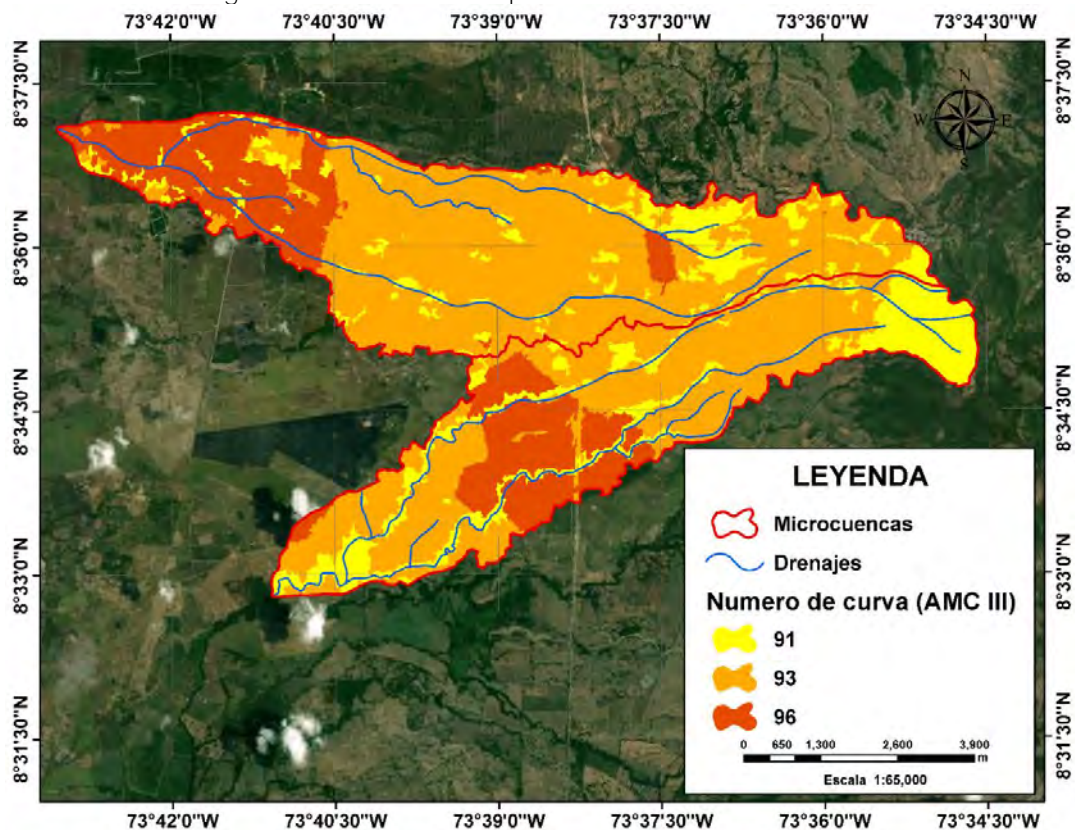 73°42'0"W 73°40'30"W 73°39'0"W 73°37'30"W 73°36'0"W 73°34'30"W
8°37'30"N 8°37'30"N
N
W E
S
8°36'0"N 8°36'0"N
8°34'30"N 8°34'30"N
LEYENDA
Microcuencas
Drenajes
8°33'0"N 8°33'0"N
Numero de curva (AMC III)
91
93
96
8°31'30"N 8°31'30"N
0 650 1,300 2,600 3,900
m
Escala 1:65,000
73°42'0"W 73°40'30"W 73°39'0"W 73°37'30"W 73°36'0"W 73°34'30"W